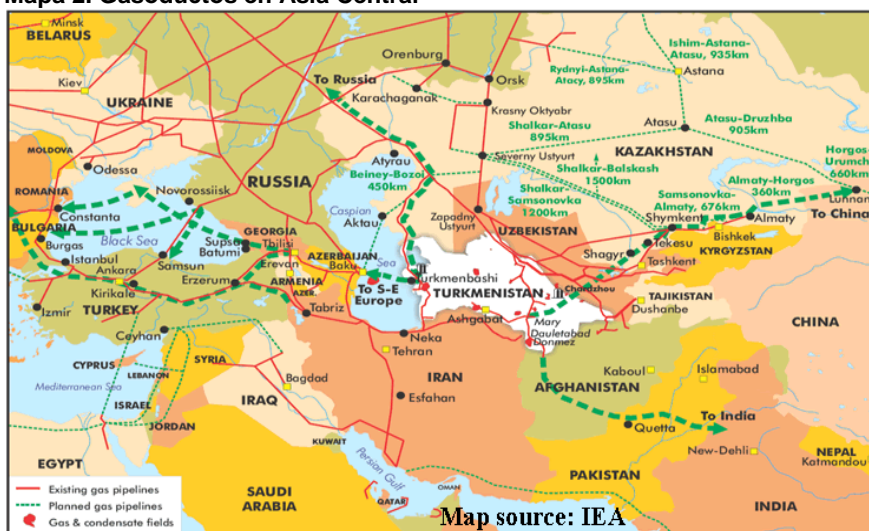 Mapa 2. Gasoductos en Asia Central
Minsk
BELARUS
Kiev
UKRAINE
MOLDOVA
Odessa
ROMANIA
Constanta
BULGARIA
Burgas
Black Sea
Novorossiisk
RUSSIA
To Russia
Orenburg
Karachaganak
Orsk
Krasny Oktyabr
Rydnyi-Astana-
Atacy, 895km
Ishim-Astana-
Atasu, 935km
Astana
Shalkar-Atasu
895km
Atasu
Atasu-Druzhba
905km
KAZAKHSTAN
Severny Ustyurt
Atyrau
Beiney-Bozoi
450km
Shalkar-Balskash
1500km
Shalkar-
Samsonovka
1200km
Samsonovka-
Almaty, 676km
Almaty-Horgos
360km
Horgos-
Urumch
660km
Luhnan
To China
Caspian
Sea
Aktau
Zapadny
Ustyurt
UZBEKISTAN
Shymkent
Almaty
Bishkek
Tekesu
Shagyr
KYRGYZSTAN
Tashkent
Istanbul
Ankara
Kirikale
Samsun
Supsa
Batumi
GEORGIA
Tbilisi
Erevan
ARMENIA
AZER.
AZERBAIJAN
Baku
To S-E
Europe
Turkmenbashi
TURKMENISTAN
Chardzhou
TAJIKISTAN
Dushanbe
Izmir
TURKEY
Erzerum
Tabriz
Ashgabat
Mary
Dauletabad
Donmez
CHINA
Ceyhan
Neka
Tehran
CYPRUS
SYRIA
LEBANON
Mediterranean Sea
ISRAEL
JORDAN
Bagdad
IRAQ
IRAN
Esfahan
Kaboul
Islamabad
AFGHANISTAN
To India
Quetta
New-Dehli
NEPAL
Katmandou
PAKISTAN
INDIA
EGYPT
KUWAIT
Persian Gulf
SAUDI
ARABIA
QATAR
OMAN
Existing gas pipelines
Planned gas pipelines
Gas & condensate fields
Map source: IEA